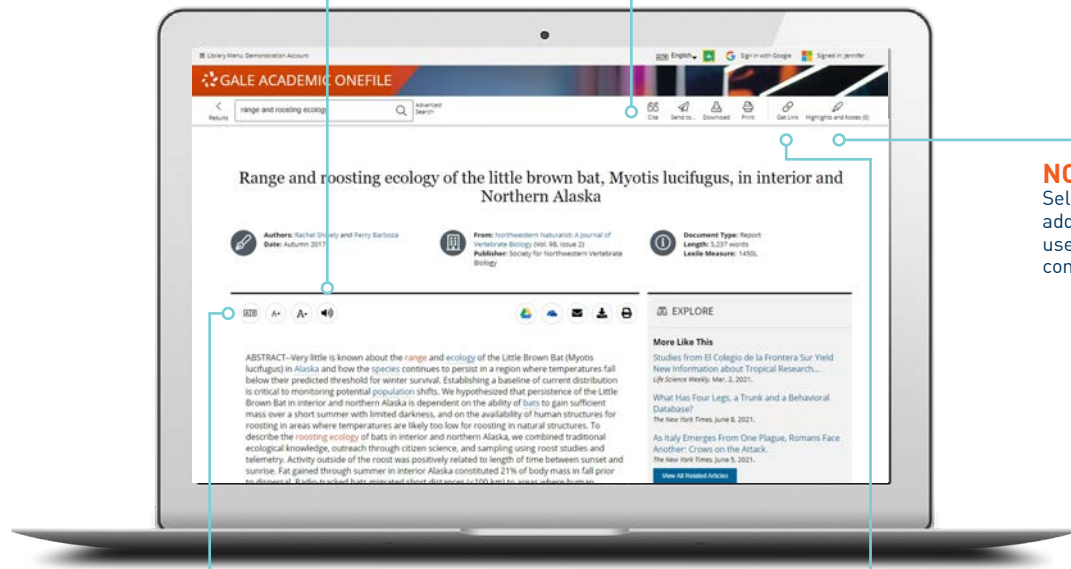 Library Menu: Demonstration Account
English
Sign in with Google
Signed in Jennifer
GALE ACADEMIC ONEFILE
Results
range and roosting ecology
Advanced
Search
Cite
Send to...
Download
Print
Get Link
Highlights and Notes (0)
Range and roosting ecology of the little brown bat, Myotis lucifugus, in interior and
Northern Alaska
Authors: Rachel Shively and Perry Barboza
Date: Autumn 2017
From: Northwestern Naturalist: A Journal of
Vertebrate Biology (Vol. 98, Issue 2)
Publisher: Society for Northwestern Vertebrate
Biology
Document Type: Report
Length: 5,237 words
Lexile Measure: 1450L
NO
Sel
add
use
con
A-
A+
ABSTRACT--Very little is known about the range and ecology of the Little Brown Bat (Myotis
lucifugus) in Alaska and how the species continues to persist in a region where temperatures fall
below their predicted threshold for winter survival. Establishing a baseline of current distribution
is critical to monitoring potential population shifts. We hypothesized that persistence of the Little
Brown Bat in interior and northern Alaska is dependent on the ability of bats to gain sufficient
mass over a short summer with limited darkness, and on the availability of human structures for
roosting in areas where temperatures are likely too low for roosting in natural structures. To
describe the roosting ecology of bats in interior and northern Alaska, we combined traditional
ecological knowledge, outreach through citizen science, and sampling using roost studies and
telemetry. Activity outside of the roost was positively related to length of time between sunset and
sunrise. Fat gained through summer in interior Alaska constituted 21% of body mass in fall prior
to dispersal. Radio-tracked bats migrated short distances (<100 km) to areas where human
EXPLORE
More Like This
Studies from El Colegio de la Frontera Sur Yield
New Information about Tropical Research...
Life Science Weekly, Mar. 2, 2021.
What Has Four Legs, a Trunk and a Behavioral
Database?
The New York Times, June 8, 2021.
As Italy Emerges From One Plague, Romans Face
Another: Crows on the Attack.
The New York Times, June 5, 2021.
View All Related Articles